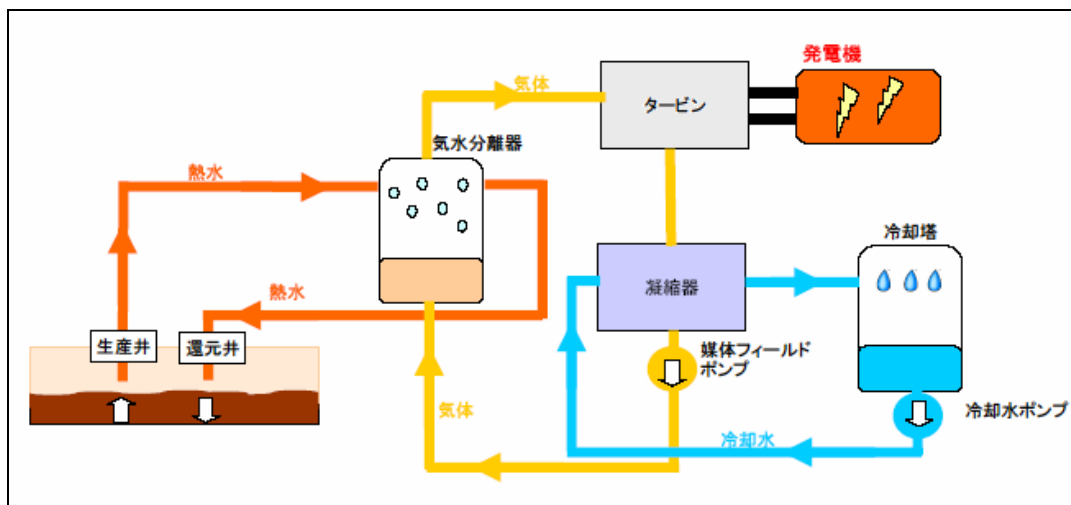 発電機
気体
タービン
気水分離器
熱水
冷却塔
凝縮器
熱水
生産井
還元井
媒体フィールド
ポンプ
気体
冷却水ポンプ
冷却水